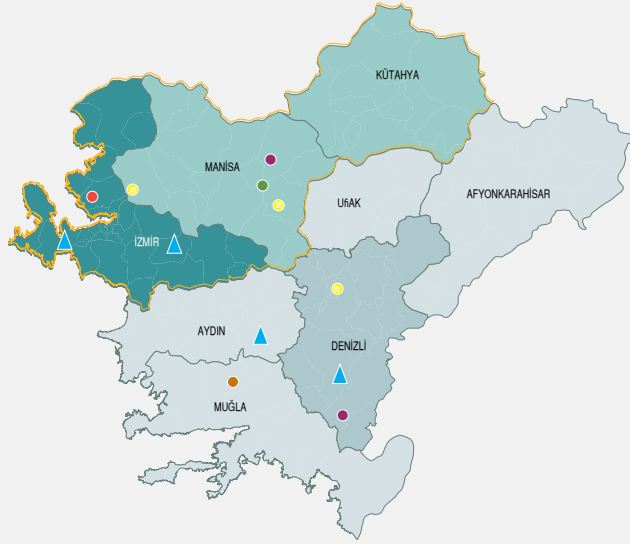 KÜTAHYA
MANİSA
AFYONKARAHİSAR
UfiAK
İZMİR
AYDIN
DENİZLİ
MUĞLA